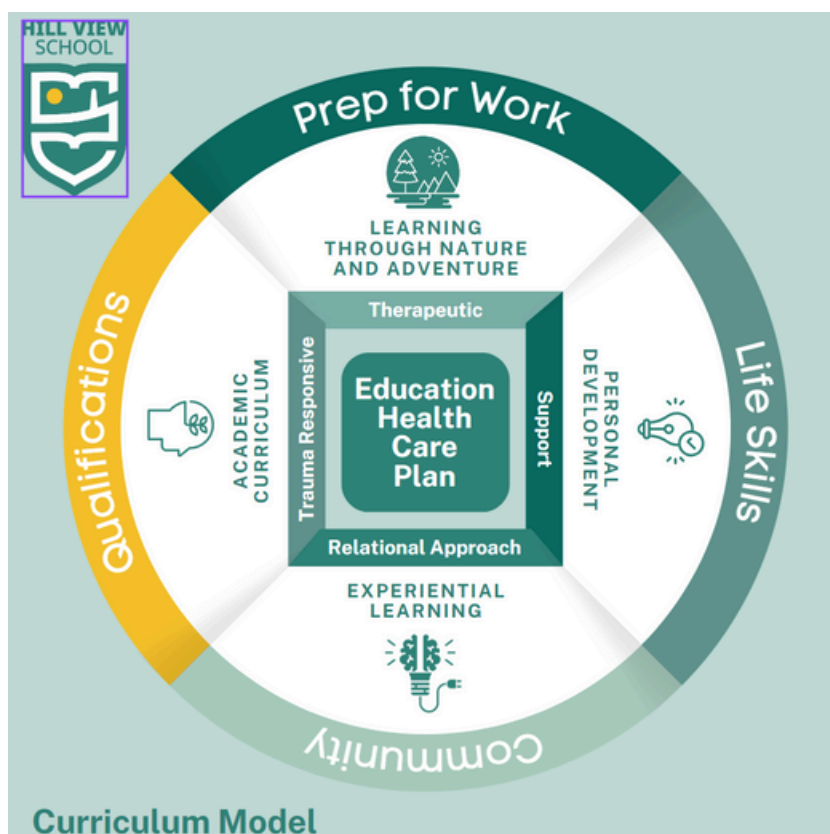 HILL VIEW
SCHOOL
Prep for Work
LEARNING
THROUGH NATURE
AND ADVENTURE
Therapeutic
Qualifications
ACADEMIC
CURRICULUM
Trauma Responsive
Education
Health
Care
Plan
Support
PERSONAL
DEVELOPMENT
Life Skills
Relational Approach
EXPERIENTIAL
LEARNING
Community
Curriculum Model